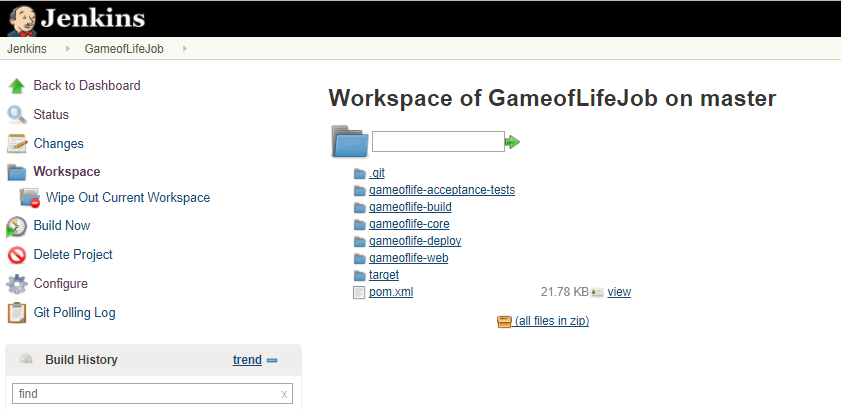 Jenkins
Jenkins GameofLifeJob
Back to Dashboard
Status
Changes
Workspace
Wipe Out Current Workspace
Build Now
Delete Project
Configure
Git Polling Log
Build History trend
find x
Workspace of GameofLifeJob on master
.git
gameoflife-acceptance-tests
gameoflife-build
gameoflife-core
gameoflife-deploy
gameoflife-web
target
pom.xml 21.78 KB view
(all files in zip)